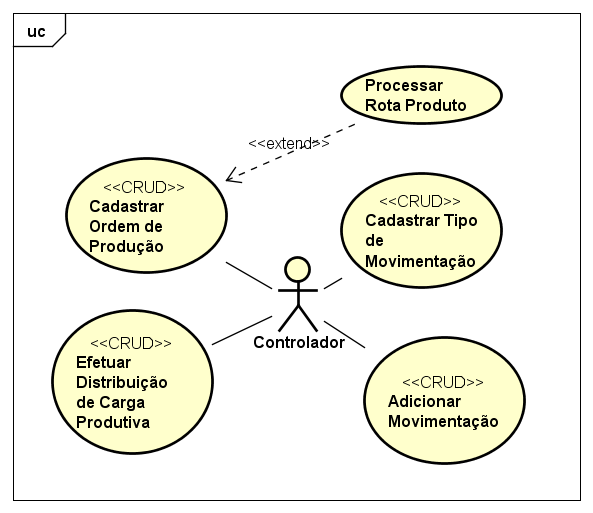 uc
Processar
Rota Produto
<<extend>>
<<CRUD>>
Cadastrar
Ordem de
Produção
<<CRUD>>
Cadastrar Tipo
de
Movimentação
Controlador
<<CRUD>>
Efetuar
Distribuição
de Carga
Produtiva
<<CRUD>>
Adicionar
Movimentação